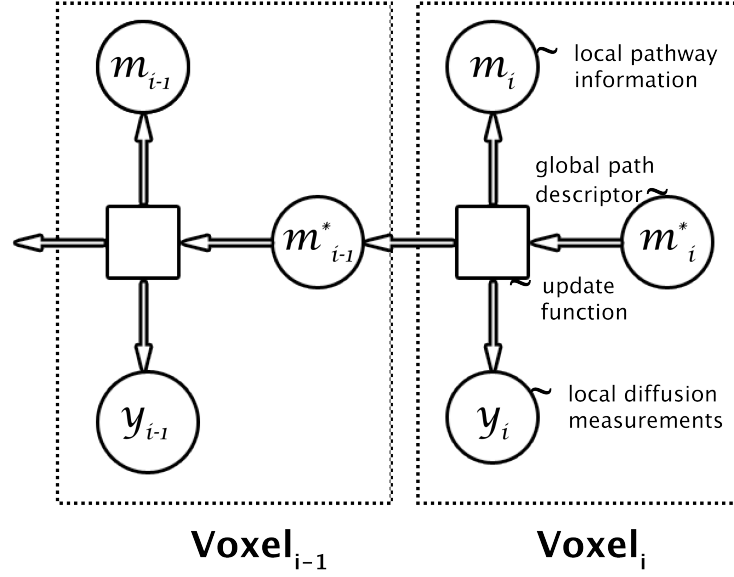 m_{i-1}
m_i
~ local pathway
information
global path
descriptor~
m^*_{i-1}
m^*_i
~ update
function
y_{i-1}
y_i
~ local diffusion
measurements
Voxel_{i-1}
Voxel_i